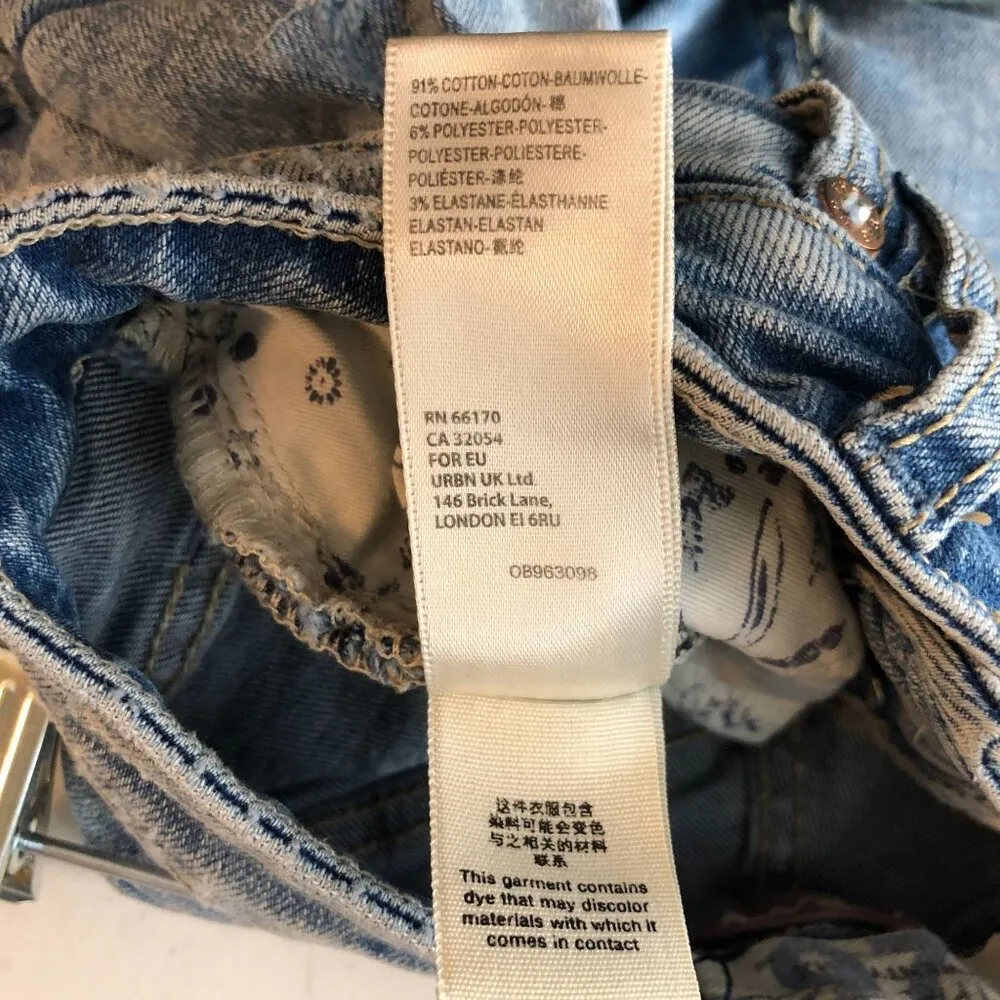 91% COTTON-COTON-BAUMWOLLE-
COTONE-ALGODÓN-棉
6% POLYESTER-POLYESTER-
POLYESTER-POLIESTERE-
POLIÉSTER-涤纶
3% ELASTANE-ÉLASTHANNE
ELASTAN-ELASTAN
ELASTANO-氨纶
RN 66170
CA 32054
FOR EU
URBN UK Ltd.
146 Brick Lane,
LONDON EI 6RU
OB963098
这件衣服包含
染料可能会变色
与之相关的材料
联系
This garment contains
dye that may discolor
materials with which it
comes in contact